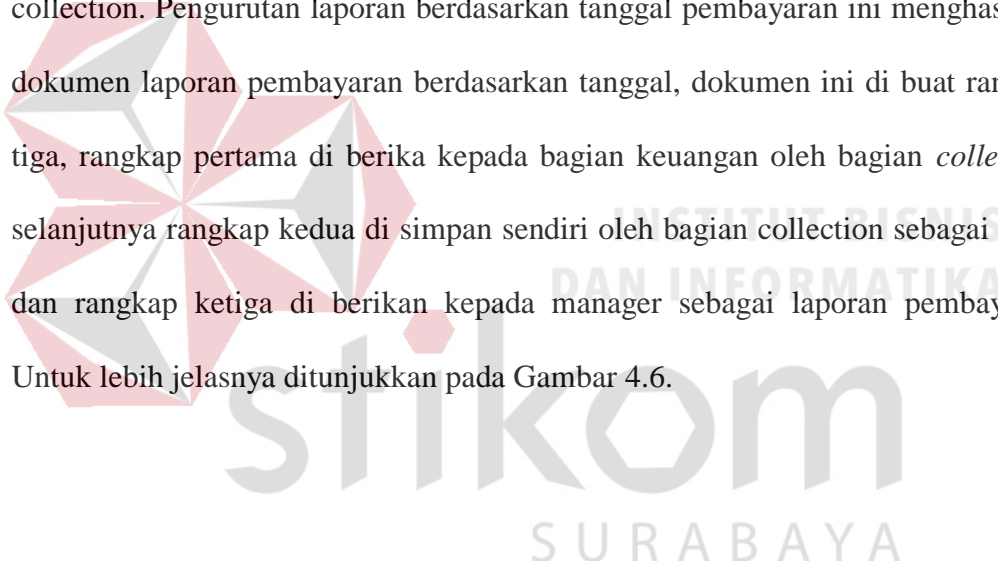 collection. Pengurutan laporan berdasarkan tanggal pembayaran ini menghas
dokumen laporan pembayaran berdasarkan tanggal, dokumen ini di buat ran
tiga, rangkap pertama di berika kepada bagian keuangan oleh bagian colle
selanjutnya rangkap kedua di simpan sendiri oleh bagian collection sebagai
INSTITUT BISNIS
dan rangkap ketiga di berikan kepada manager sebagai laporan pembay
DAN INFORMATIKA
Untuk lebih jelasnya ditunjukkan pada Gambar 4.6.
stikom
SURABAYA